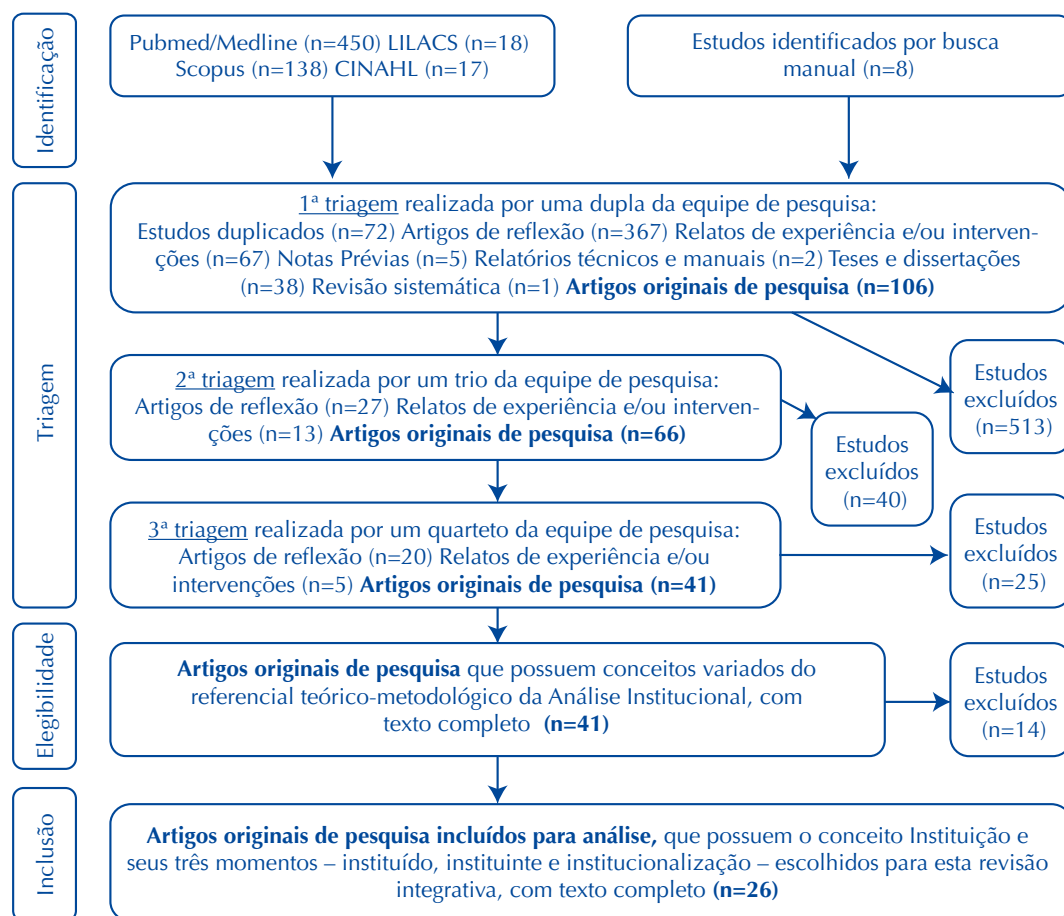 Identificação
Pubmed/Medline (n=450) LILACS (n=18)
Scopus (n=138) CINAHL (n=17)
Estudos identificados por busca
manual (n=8)
Triagem
1ª triagem realizada por uma dupla da equipe de pesquisa:
Estudos duplicados (n=72) Artigos de reflexão (n=367) Relatos de experiência e/ou interven-
ções (n=67) Notas Prévias (n=5) Relatórios técnicos e manuais (n=2) Teses e dissertações
(n=38) Revisão sistemática (n=1) Artigos originais de pesquisa (n=106)
Estudos
excluídos
(n=513)
2ª triagem realizada por um trio da equipe de pesquisa:
Artigos de reflexão (n=27) Relatos de experiência e/ou interven-
ções (n=13) Artigos originais de pesquisa (n=66)
Estudos
excluídos
(n=40)
3ª triagem realizada por um quarteto da equipe de pesquisa:
Artigos de reflexão (n=20) Relatos de experiência e/ou
intervenções (n=5) Artigos originais de pesquisa (n=41)
Estudos
excluídos
(n=25)
Elegibilidade
Artigos originais de pesquisa que possuem conceitos variados do
referencial teórico-metodológico da Análise Institucional, com
texto completo (n=41)
Estudos
excluídos
(n=14)
Inclusão
Artigos originais de pesquisa incluídos para análise, que possuem o conceito Instituição e
seus três momentos – instituído, instituinte e institucionalização – escolhidos para esta revisão
integrativa, com texto completo (n=26)